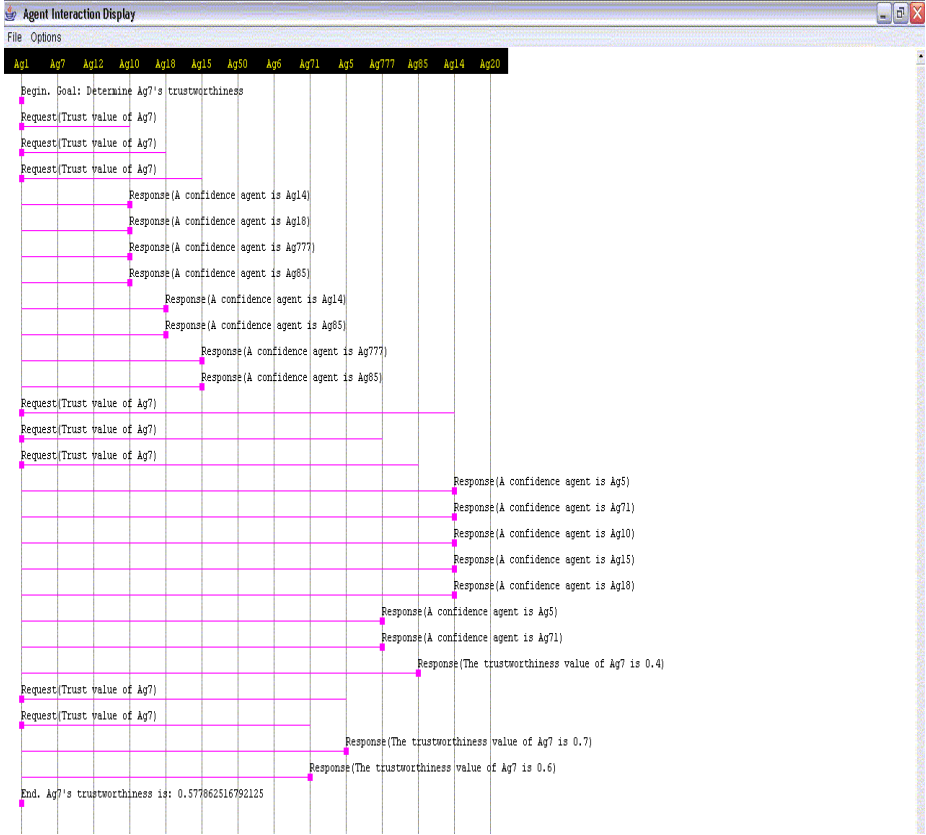 Agent Interaction Display
File Options
Ag1 Ag7 Ag12 Ag10 Ag18 Ag15 Ag50 Ag6 Ag71 Ag5 Ag777 Ag85 Ag14 Ag20
Begin. Goal: Determine Ag7's trustworthiness
Request(Trust value of Ag7)
Request(Trust value of Ag7)
Request(Trust value of Ag7)
Response(A confidence agent is Ag14)
Response(A confidence agent is Ag18)
Response(A confidence agent is Ag777)
Response(A confidence agent is Ag85)
Response(A confidence agent is Ag14)
Response(A confidence agent is Ag85)
Response(A confidence agent is Ag777)
Response(A confidence agent is Ag85)
Request(Trust value of Ag7)
Request(Trust value of Ag7)
Request(Trust value of Ag7)
Response(A confidence agent is Ag5)
Response(A confidence agent is Ag71)
Response(A confidence agent is Ag10)
Response(A confidence agent is Ag15)
Response(A confidence agent is Ag18)
Response(A confidence agent is Ag5)
Response(A confidence agent is Ag71)
Response(The trustworthiness value of Ag7 is 0.4)
Request(Trust value of Ag7)
Request(Trust value of Ag7)
Response(The trustworthiness value of Ag7 is 0.7)
Response(The trustworthiness value of Ag7 is 0.6)
End. Ag7's trustworthiness is: 0.577862516792125